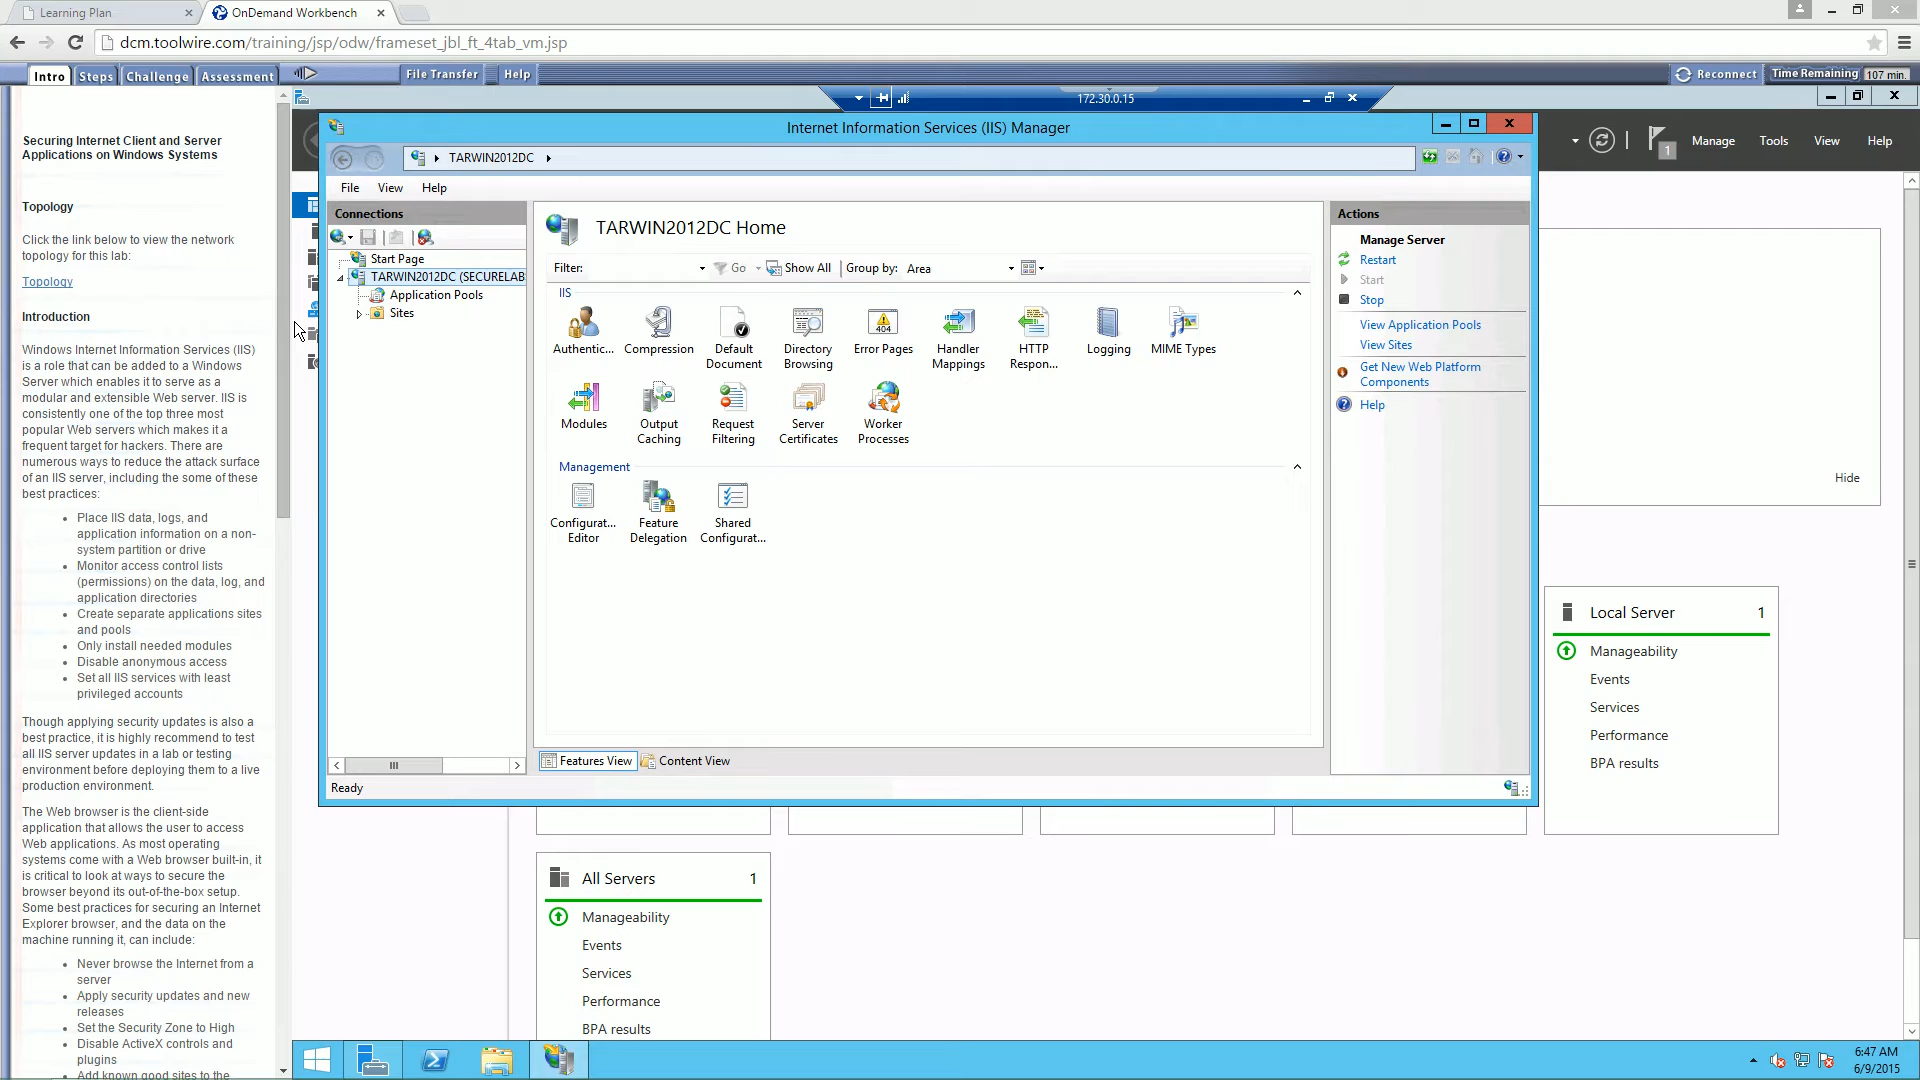 Learning Plan
OnDemand Workbench
dcm.toolwire.com/training/jsp/odw/frameset_jbl_ft_4tab_vm.jsp
Intro Steps Challenge Assessment File Transfer Help Reconnect Time Remaining 107 min.
172.30.0.15
Securing Internet Client and Server
Applications on Windows Systems
Topology
Click the link below to view the network
topology for this lab:
Topology
Introduction
Windows Internet Information Services (IIS)
is a role that can be added to a Windows
Server which enables it to serve as a
modular and extensible Web server. IIS is
consistently one of the top three most
popular Web servers which makes it a
frequent target for hackers. There are
numerous ways to reduce the attack surface
of an IIS server, including the some of these
best practices:
• Place IIS data, logs, and
application information on a non-
system partition or drive
• Monitor access control lists
(permissions) on the data, log, and
application directories
• Create separate applications sites
and pools
• Only install needed modules
• Disable anonymous access
• Set all IIS services with least
privileged accounts
Though applying security updates is also a
best practice, it is highly recommend to test
all IIS server updates in a lab or testing
environment before deploying them to a live
production environment.
The Web browser is the client-side
application that allows the user to access
Web applications. As most operating
systems come with a Web browser built-in, it
is critical to look at ways to secure the
browser beyond its out-of-the-box setup.
Some best practices for securing an Internet
Explorer browser, and the data on the
machine running it, can include:
• Never browse the Internet from a
server
• Apply security updates and new
releases
• Set the Security Zone to High
• Disable ActiveX controls and
plugins
• Add known good sites to the
Internet Information Services (IIS) Manager
TARWIN2012DC
File View Help
Connections
Start Page
TARWIN2012DC (SECURELAB
Application Pools
Sites
TARWIN2012DC Home
Filter: Go Show All Group by: Area
IIS
Authentic... Compression Default Document Directory Browsing Error Pages Handler Mappings HTTP Respon... Logging MIME Types
404
Modules Output Caching Request Filtering Server Certificates Worker Processes
Management
Configurat... Editor Feature Delegation Shared Configurat...
Features View Content View
Ready
Actions
Manage Server
Restart
Start
Stop
View Application Pools
View Sites
Get New Web Platform
Components
Help
1 Manage Tools View Help
Hide
Local Server 1
Manageability
Events
Services
Performance
BPA results
All Servers 1
Manageability
Events
Services
Performance
BPA results
6:47 AM
6/9/2015